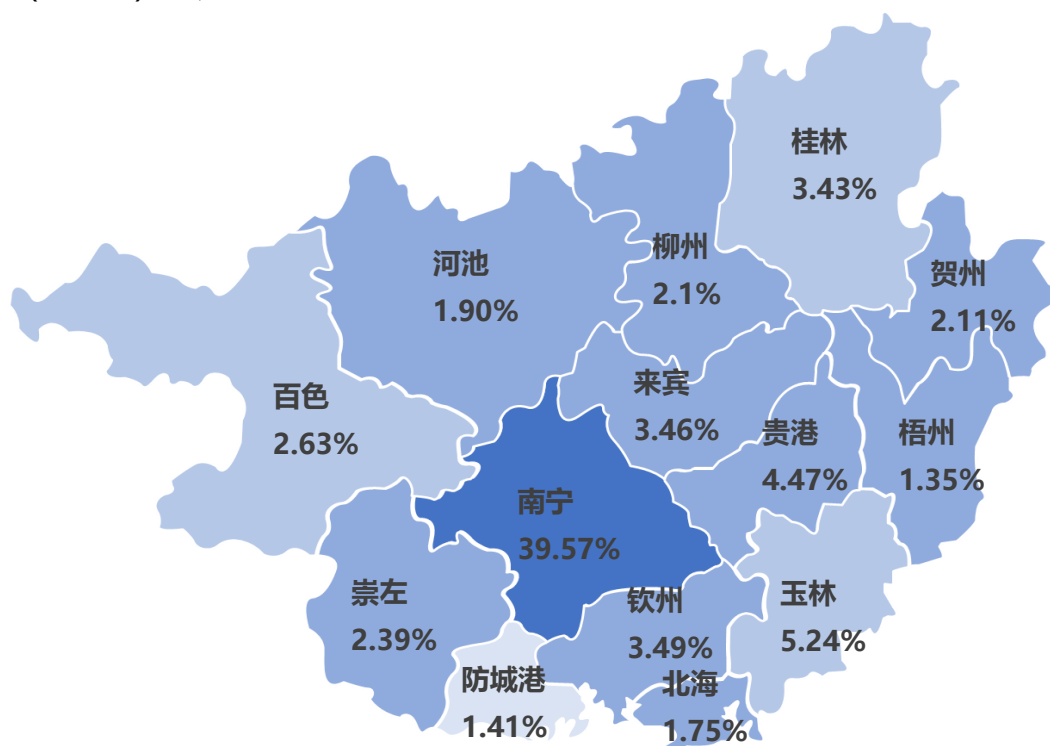 桂林
3.43%
柳州
2.1%
河池
1.90%
贺州
2.11%
来宾
3.46%
百色
2.63%
贵港
4.47%
梧州
1.35%
南宁
39.57%
崇左
2.39%
钦州
3.49%
玉林
5.24%
防城港
1.41%
北海
1.75%